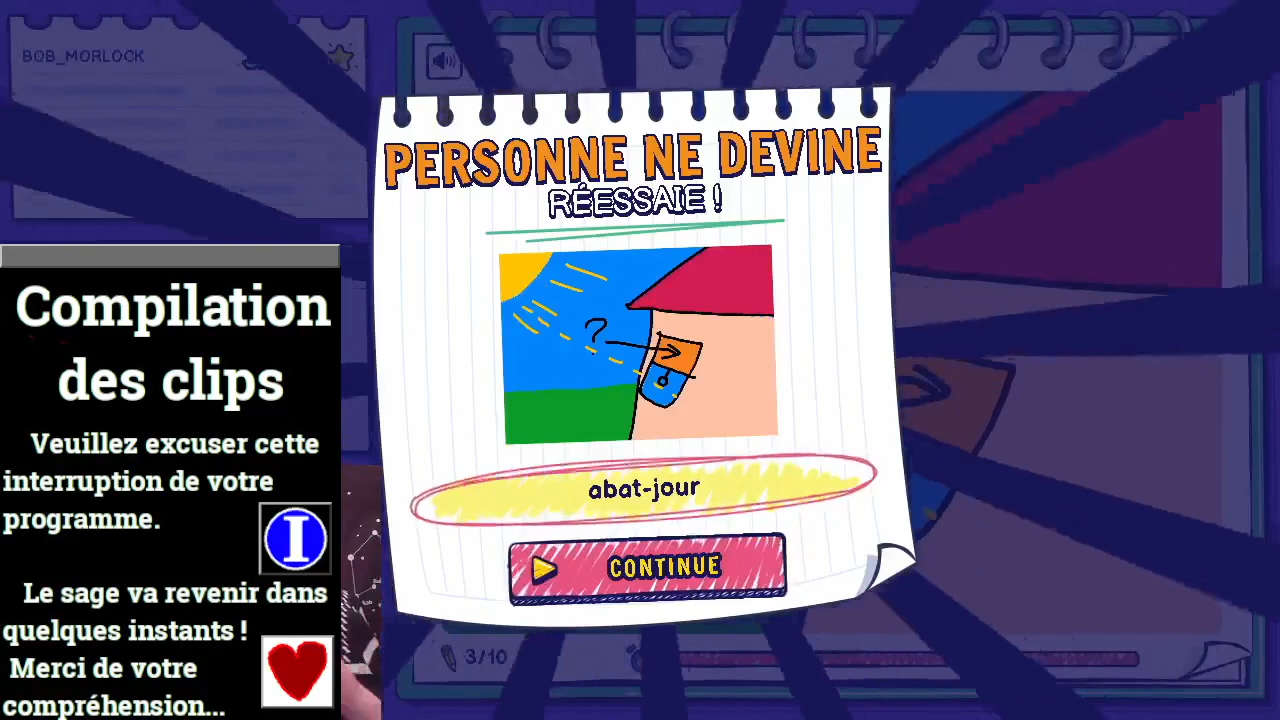 BOB_MORLOCK
PERSONNE NE DEVINE
RÉESSAIE !
?
abat-jour
CONTINUE
3/10
Compilation
des clips
Veuillez excuser cette
interruption de votre
programme.
I
Le sage va revenir dans
quelques instants !
Merci de votre
compréhension...